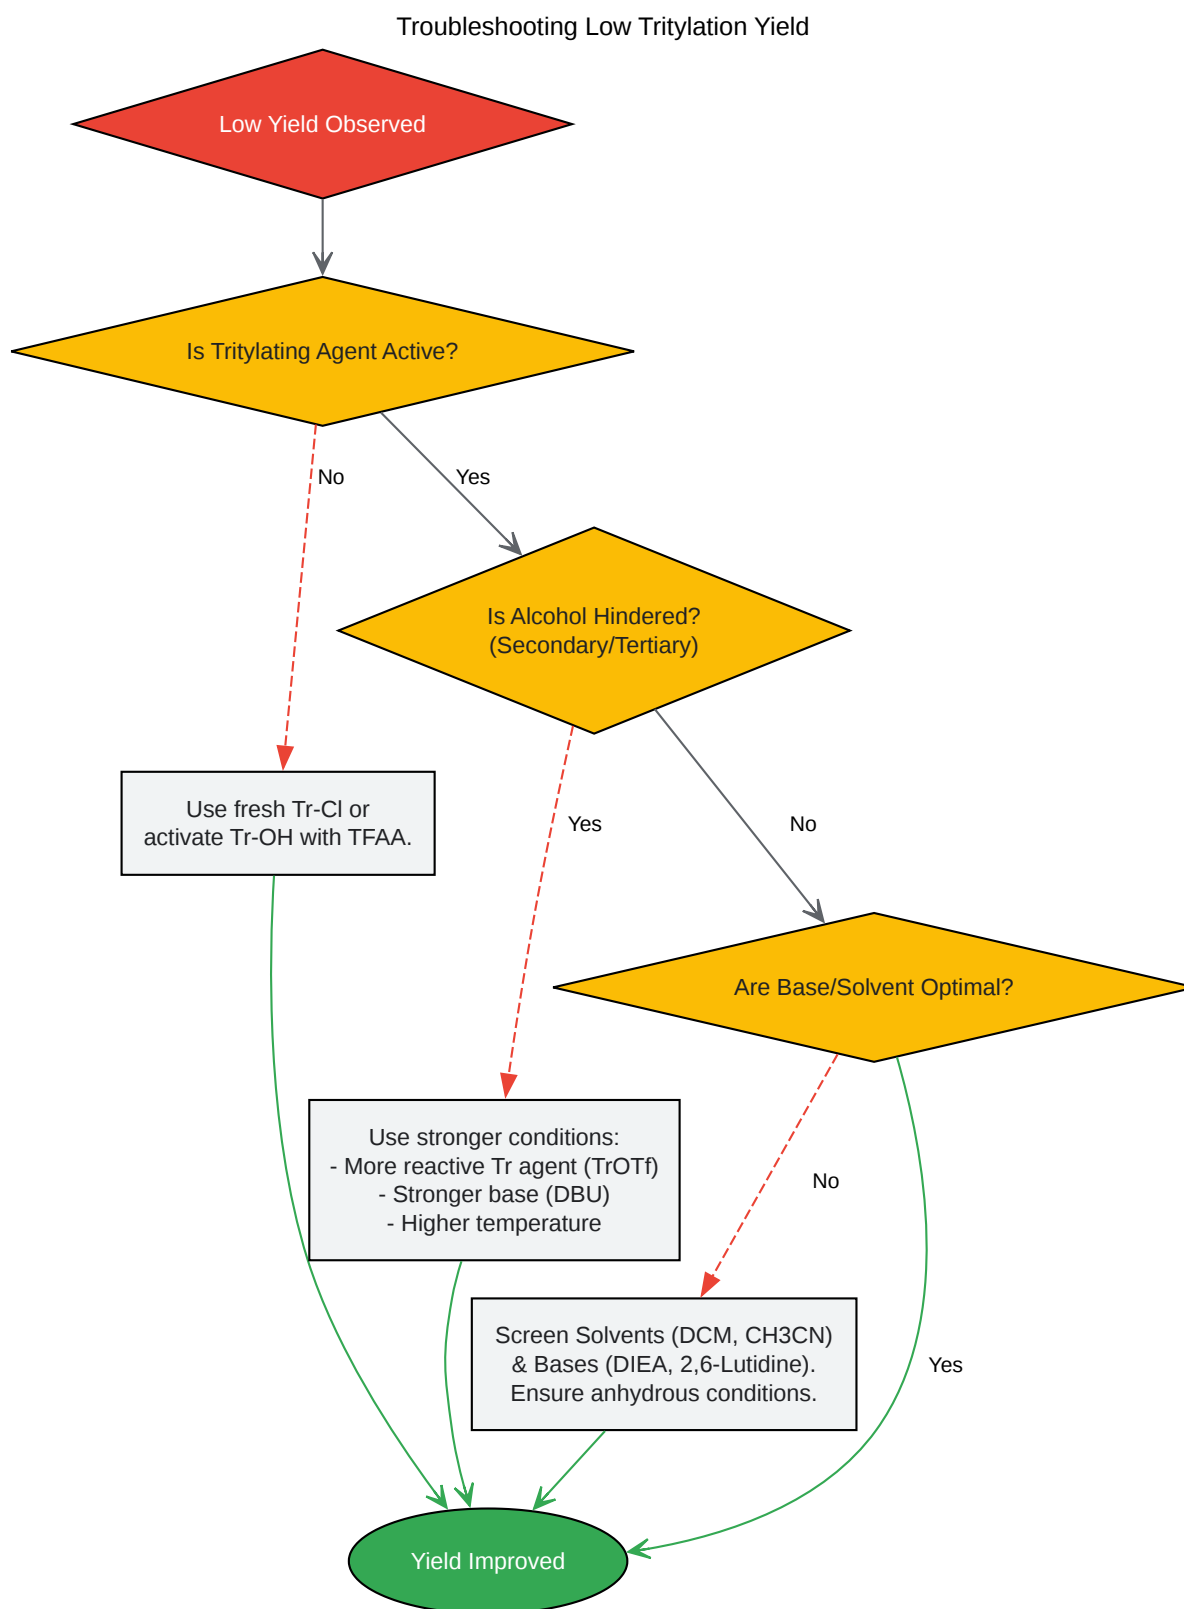 Troubleshooting Low Tritylation Yield
Low Yield Observed
Is Tritylating Agent Active?
No
Yes
Is Alcohol Hindered?
(Secondary/Tertiary)
Use fresh Tr-Cl or
activate Tr-OH with TFAA.
Yes
No
Are Base/Solvent Optimal?
Use stronger conditions:
- More reactive Tr agent (TrOTf)
- Stronger base (DBU)
- Higher temperature
No
Screen Solvents (DCM, CH3CN)
& Bases (DIEA, 2,6-Lutidine).
Ensure anhydrous conditions.
Yes
Yield Improved